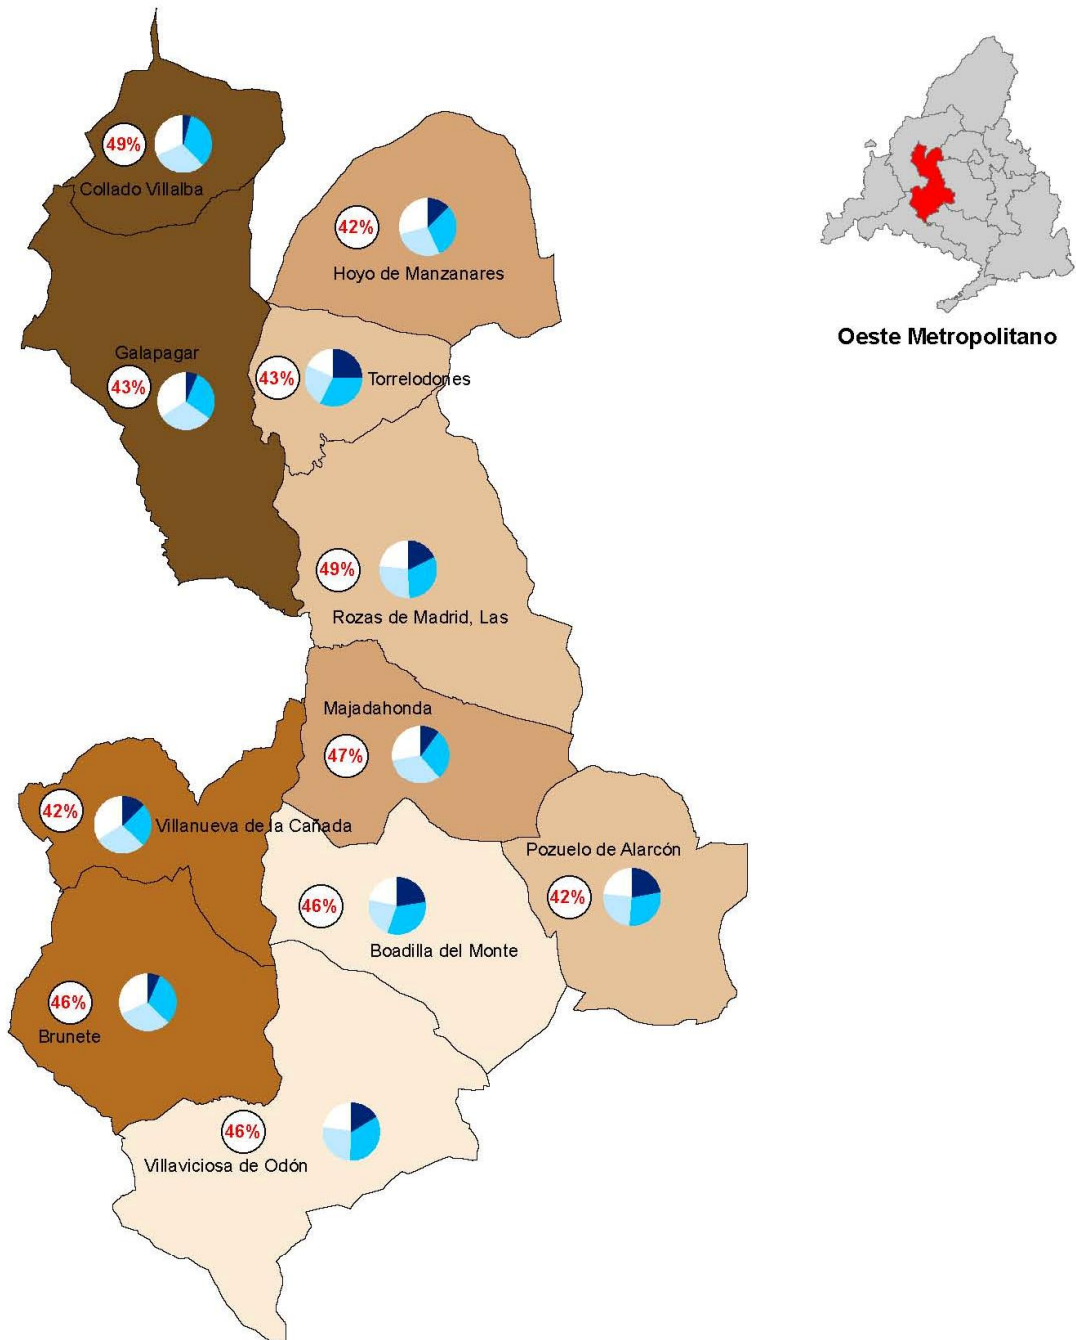 49%
Collado Villalba
42%
Hoyo de Manzanares
Oeste Metropolitano
Galapagar
43%
43%
Torrelodones
49%
Rozas de Madrid, Las
Majadahonda
47%
42%
Villanueva de la Cañada
Pozuelo de Alarcón
42%
46%
Boadilla del Monte
46%
Brunete
46%
Villaviciosa de Odón